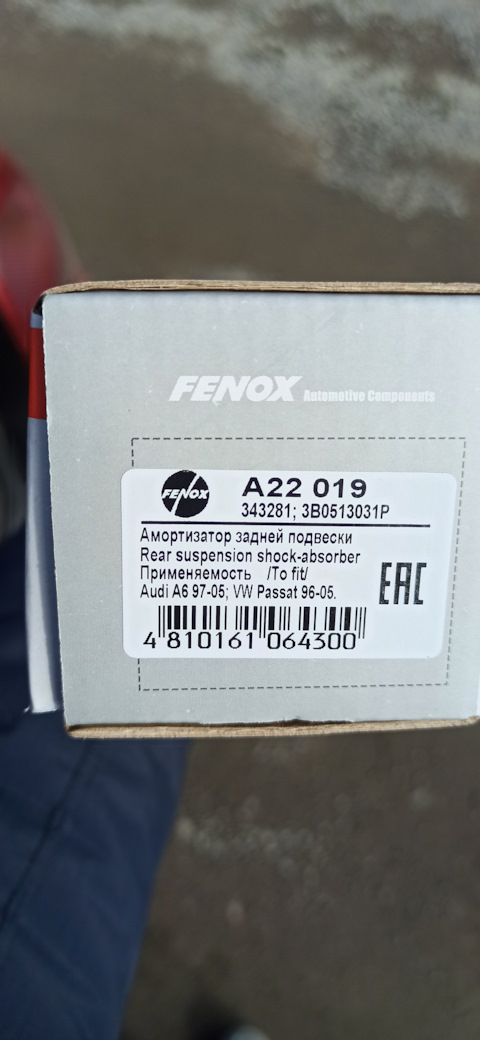 FENOX Automotive Components
FENOX
A22 019
343281; 3B0513031P
Амортизатор задней подвески
Rear suspension shock-absorber
Применяемость /To fit/
Audi A6 97-05; VW Passat 96-05.
EAC
4 810161 064300